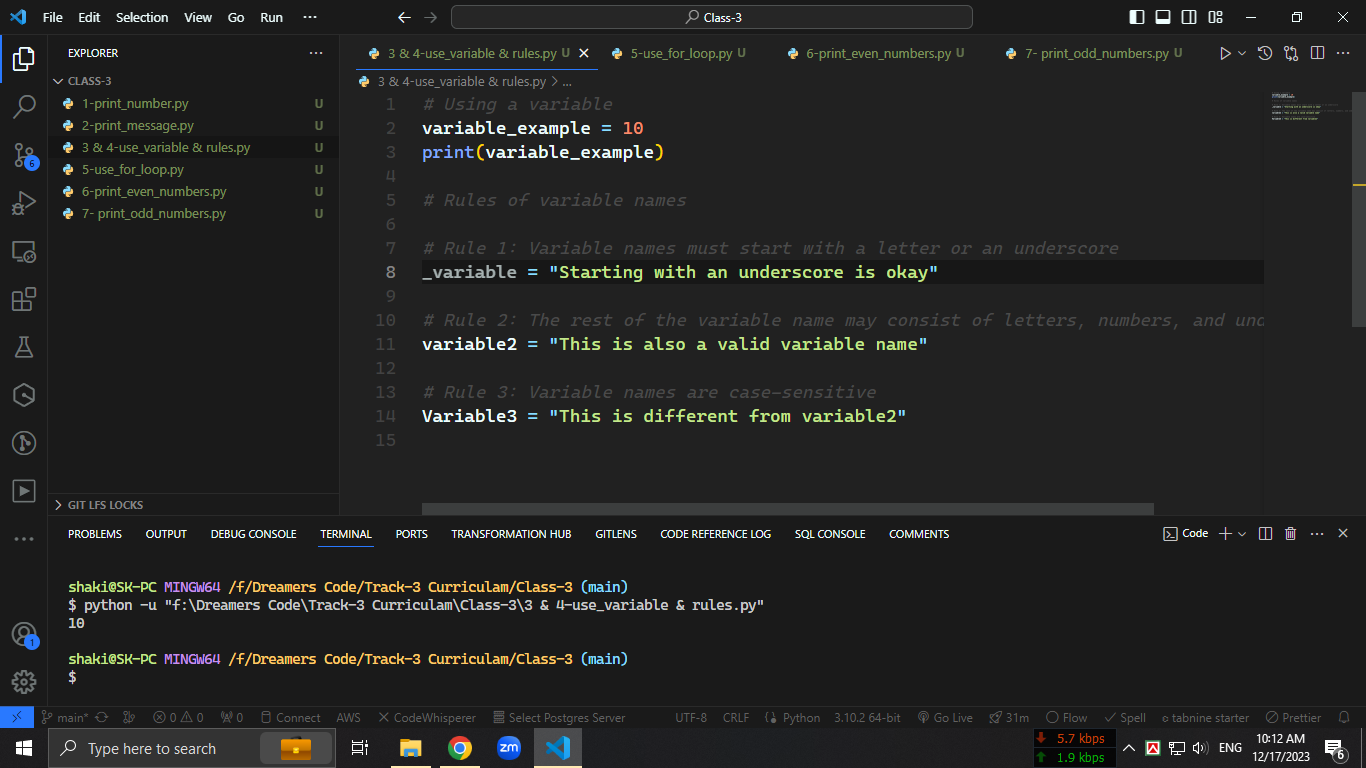 File Edit Selection View Go Run ··· Class-3
EXPLORER ···
CLASS-3
1-print_number.py U
2-print_message.py U
3 & 4-use_variable & rules.py U
5-use_for_loop.py U
6-print_even_numbers.py U
7- print_odd_numbers.py U
GIT LFS LOCKS
3 & 4-use_variable & rules.py U 5-use_for_loop.py U 6-print_even_numbers.py U 7- print_odd_numbers.py U
3 & 4-use_variable & rules.py > ...
1 # Using a variable
2 variable_example = 10
3 print(variable_example)
4
5 # Rules of variable names
6
7 # Rule 1: Variable names must start with a letter or an underscore
8 _variable = "Starting with an underscore is okay"
9
10 # Rule 2: The rest of the variable name may consist of letters, numbers, and und
11 variable2 = "This is also a valid variable name"
12
13 # Rule 3: Variable names are case-sensitive
14 Variable3 = "This is different from variable2"
15
6
1
PROBLEMS OUTPUT DEBUG CONSOLE TERMINAL PORTS TRANSFORMATION HUB GITLENS CODE REFERENCE LOG SQL CONSOLE COMMENTS Code
shaki@SK-PC MINGW64 /f/Dreamers Code/Track-3 Curriculam/Class-3 (main)
$ python -u "f:\Dreamers Code\Track-3 Curriculam\Class-3\3 & 4-use_variable & rules.py"
10
shaki@SK-PC MINGW64 /f/Dreamers Code/Track-3 Curriculam/Class-3 (main)
$
main* 0 0 0 Connect AWS CodeWhisperer Select Postgres Server UTF-8 CRLF Python 3.10.2 64-bit Go Live 31m Flow Spell tabnine starter Prettier
Type here to search zm 5.7 kbps 1.9 kbps ENG 10:12 AM 12/17/2023 6